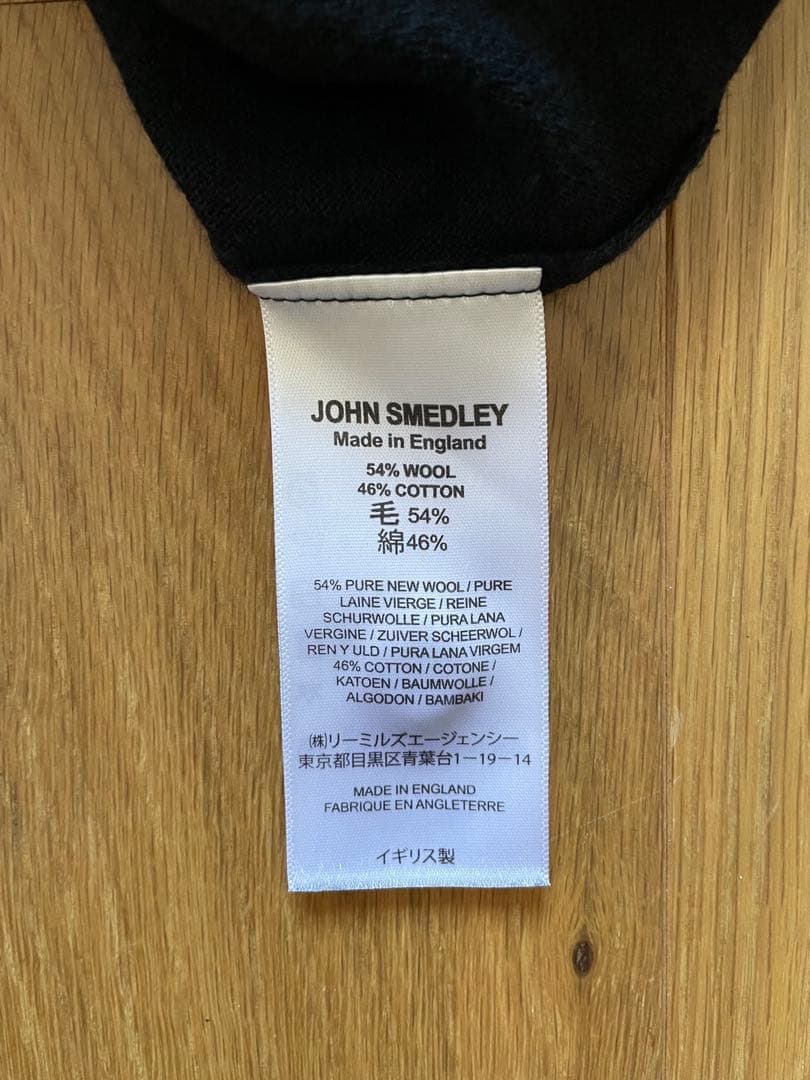 JOHN SMEDLEY
Made in England
54% WOOL
46% COTTON
毛 54%
綿46%
54% PURE NEW WOOL / PURE
LAINE VIERGE / REINE
SCHURWOLLE / PURA LANA
VERGINE / ZUIVER SCHEERWOL /
REN Y ULD / PURA LANA VIRGEM
46% COTTON / COTONE /
KATOEN / BAUMWOLLE /
ALGODON / BAMBAKI
㈱リーミルズエージェンシー
東京都目黒区青葉台1−19−14
MADE IN ENGLAND
FABRIQUE EN ANGLETERRE
イギリス製